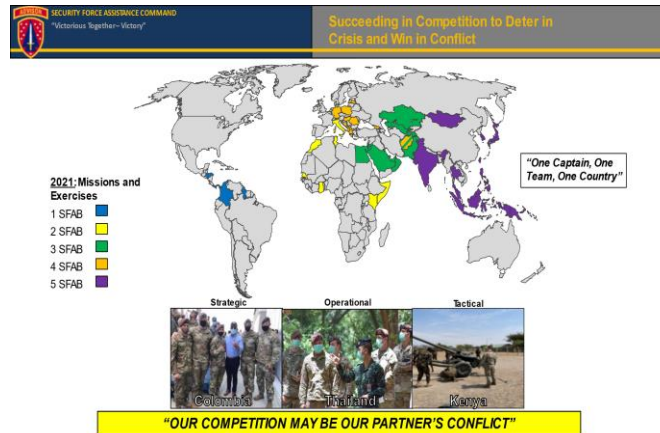 SECURITY FORCE ASSISTANCE COMMAND
"Victorious Together– Victory"
Succeeding in Competition to Deter in
Crisis and Win in Conflict
2021: Missions and
Exercises
1 SFAB
2 SFAB
3 SFAB
4 SFAB
5 SFAB
"One Captain, One
Team, One Country"
Strategic
Operational
Tactical
Colombia
Thailand
Kenya
"OUR COMPETITION MAY BE OUR PARTNER'S CONFLICT"